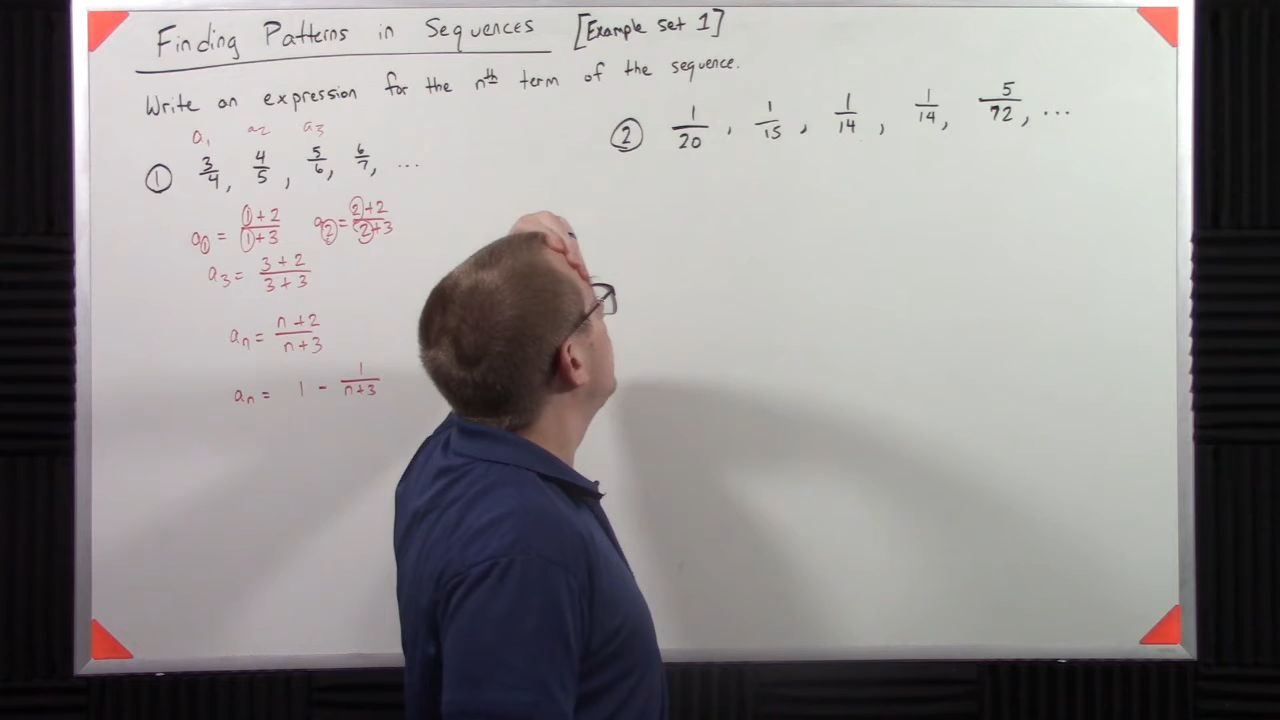 Finding Patterns in Sequences [Example Set 1]
Write an expression for the nth term of the sequence.
a1 a2 a3
① 3/4, 4/5, 5/6, 6/7, ...
a1 = (1+2)/(1+3) a2 = (2+2)/(2+3)
a3 = (3+2)/(3+3)
an = (n+2)/(n+3)
an = 1 - 1/(n+3)
② 1/20, 1/15, 1/14, 1/14, 5/72, ...